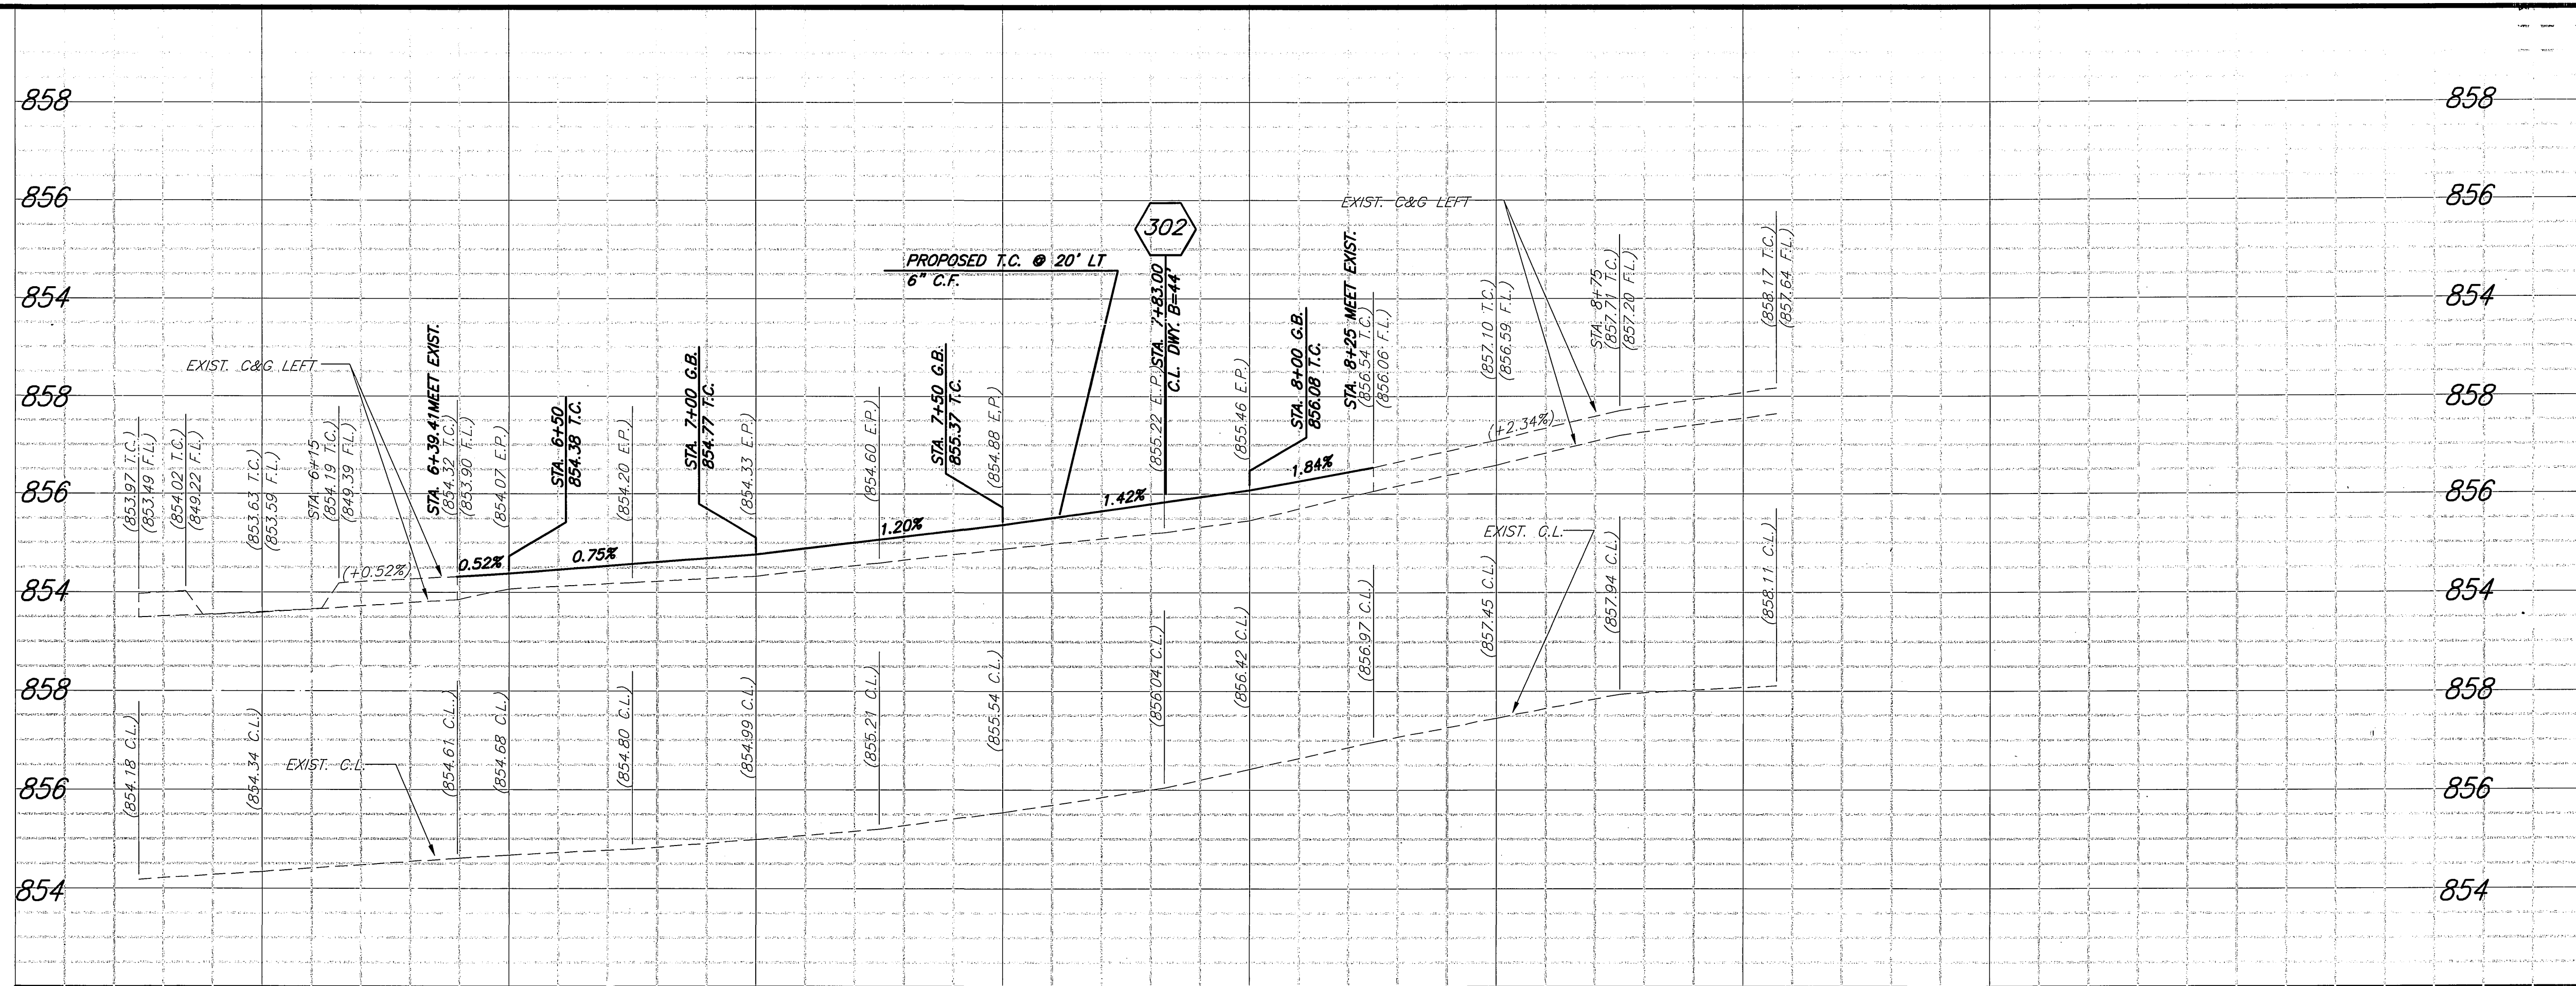 858
858
856
856
854
854
858
858
856
856
854
854
858
858
856
856
854
854
302
PROPOSED T.C. @ 20' LT
6" C.F.
STA. 7+83.00
C.L. DWY. B=44'
EXIST. C&G LEFT
EXIST. C&G LEFT
(853.97 T.C.)
(853.49 F.L.)
(854.02 T.C.)
(849.22 F.L.)
(853.63 T.C.)
(853.59 F.L.)
STA. 6+15
(854.19 T.C.)
(849.39 F.L.)
STA. 6+39.41 MEET EXIST.
(854.32 T.C.)
(853.90 F.L.)
(854.07 E.P.)
STA. 6+50
854.38 T.C.
(854.20 E.P.)
STA. 7+00 G.B.
854.77 T.C.
(854.33 E.P.)
(854.60 E.P.)
STA. 7+50 G.B.
855.37 T.C.
(854.88 E.P.)
(855.22 E.P.)
(855.46 E.P.)
STA. 8+00 G.B.
856.08 T.C.
STA. 8+25 MEET EXIST.
(856.54 T.C.)
(856.06 F.L.)
(857.10 T.C.)
(856.59 F.L.)
STA. 8+75
(857.71 T.C.)
(857.20 F.L.)
(858.17 T.C.)
(857.64 F.L.)
(+0.52%)
0.52%
0.75%
1.20%
1.42%
1.84%
(+2.34%)
EXIST. C.L.
EXIST. C.L.
(854.18 C.L.)
(854.34 C.L.)
(854.61 C.L.)
(854.68 C.L.)
(854.80 C.L.)
(854.99 C.L.)
(855.21 C.L.)
(855.54 C.L.)
(856.04 C.L.)
(856.42 C.L.)
(856.97 C.L.)
(857.45 C.L.)
(857.94 C.L.)
(858.11 C.L.)